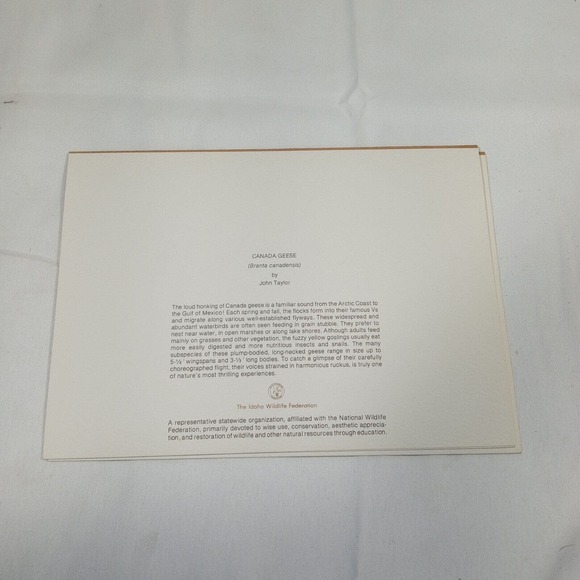 CANADA GEESE
(Branta canadensis)
by
John Taylor
The loud honking of Canada geese is a familiar sound from the Arctic Coast to
the Gulf of Mexico! Each spring and fall, the flocks form into their famous Vs
and migrate along various well-established flyways. These widespread and
abundant waterbirds are often seen feeding in grain stubble. They prefer to
nest near water, in open marshes or along lake shores. Although adults feed
mainly on grasses and other vegetation, the fuzzy yellow goslings usually eat
more easily digested and more nutritious insects and snails. The many
subspecies of these plump-bodied, long-necked geese range in size up to
5-¼' wingspans and 3-½' long bodies. To catch a glimpse of their carefully
choreographed flight, their voices strained in harmonious ruckus, is truly one
of nature's most thrilling experiences.
The Idaho Wildlife Federation
A representative statewide organization, affiliated with the National Wildlife
Federation, primarily devoted to wise use, conservation, aesthetic apprecia-
tion, and restoration of wildlife and other natural resources through education.